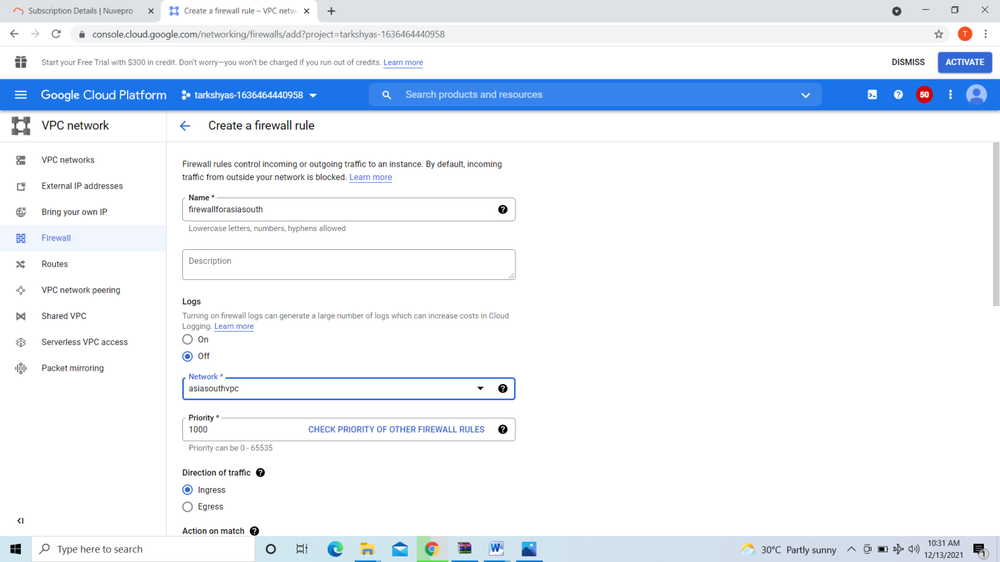 Subscription Details | Nuvepro
Create a firewall rule – VPC netw
console.cloud.google.com/networking/firewalls/add?project=tarkshyas-1636464440958
T
Start your Free Trial with $300 in credit. Don't worry—you won't be charged if you run out of credits. Learn more
DISMISS
ACTIVATE
Google Cloud Platform
tarkshyas-1636464440958
Search products and resources
50
VPC network
Create a firewall rule
VPC networks
External IP addresses
Bring your own IP
Firewall
Routes
VPC network peering
Shared VPC
Serverless VPC access
Packet mirroring
Firewall rules control incoming or outgoing traffic to an instance. By default, incoming
traffic from outside your network is blocked. Learn more
Name *
firewallforasiasouth
Lowercase letters, numbers, hyphens allowed
Description
Logs
Turning on firewall logs can generate a large number of logs which can increase costs in Cloud
Logging. Learn more
On
Off
Network *
asiasouthvpc
Priority *
1000
CHECK PRIORITY OF OTHER FIREWALL RULES
Priority can be 0 - 65535
Direction of traffic
Ingress
Egress
Action on match
Type here to search
30°C Partly sunny
10:31 AM
12/13/2021
1